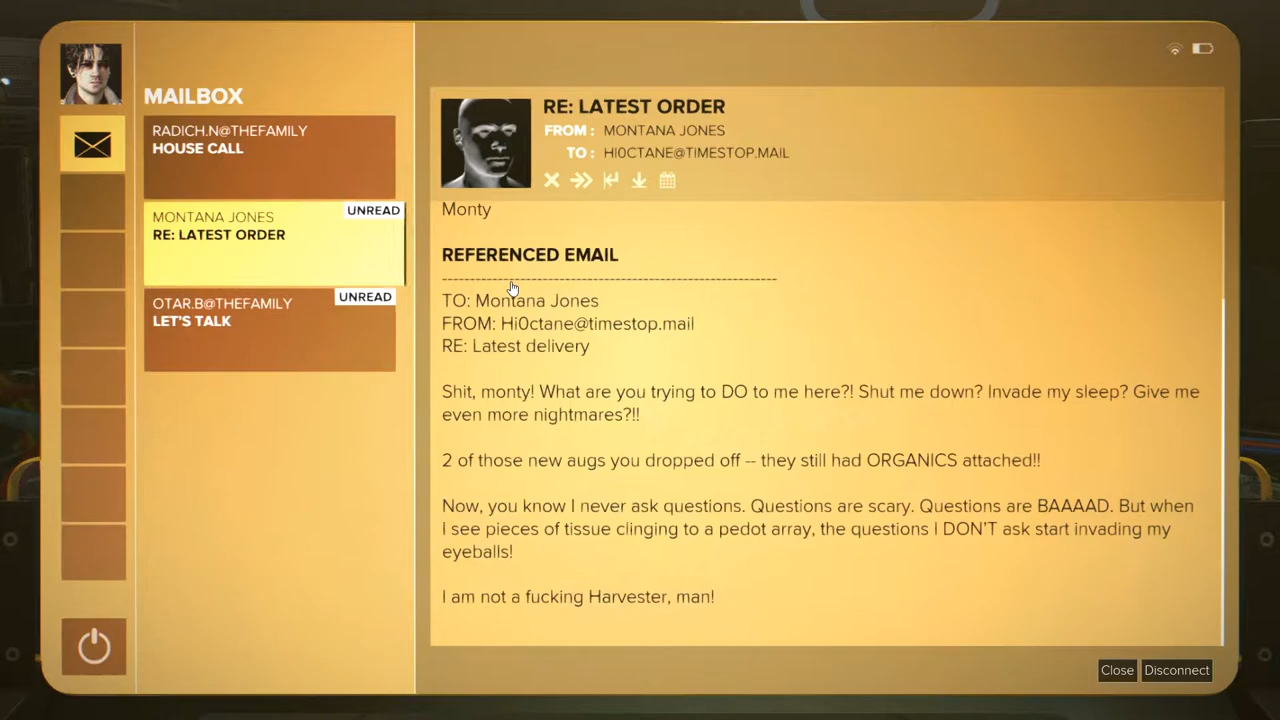 MAILBOX
RADICH.N@THEFAMILY
HOUSE CALL
MONTANA JONES
UNREAD
RE: LATEST ORDER
OTAR.B@THEFAMILY
UNREAD
LET'S TALK
RE: LATEST ORDER
FROM: MONTANA JONES
TO: HI0CTANE@TIMESTOP.MAIL
Monty
REFERENCED EMAIL
--------------------------------------------------------------------
TO: Montana Jones
FROM: Hi0ctane@timestop.mail
RE: Latest delivery
Shit, monty! What are you trying to DO to me here?! Shut me down? Invade my sleep? Give me
even more nightmares?!!
2 of those new augs you dropped off -- they still had ORGANICS attached!!
Now, you know I never ask questions. Questions are scary. Questions are BAAAAD. But when
I see pieces of tissue clinging to a pedot array, the questions I DON'T ask start invading my
eyeballs!
I am not a fucking Harvester, man!
Close Disconnect